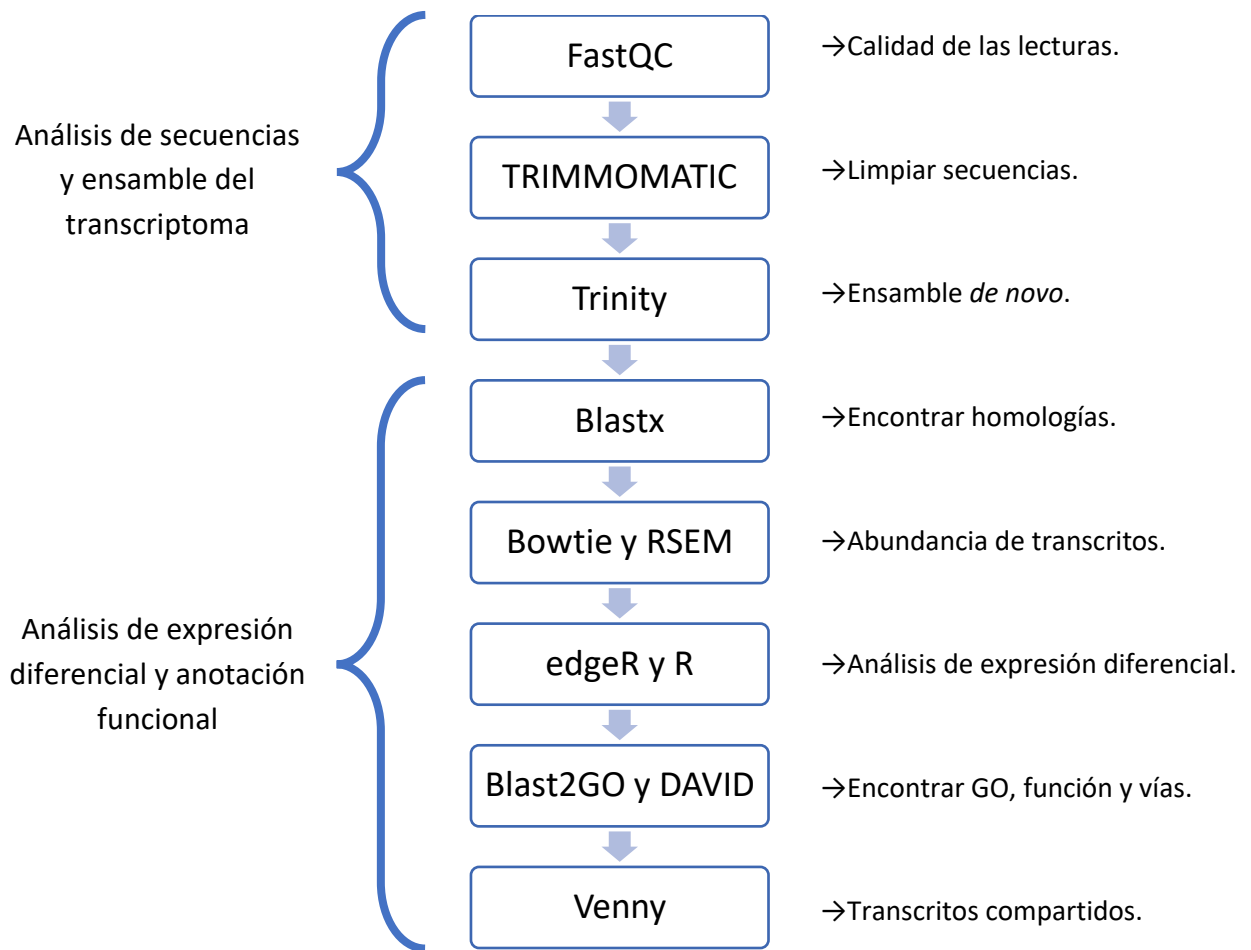 Análisis de secuencias
y ensamble del
transcriptoma
FastQC
→Calidad de las lecturas.
TRIMMOMATIC
→Limpiar secuencias.
Trinity
→Ensamble de novo.
Análisis de expresión
diferencial y anotación
funcional
Blastx
→Encontrar homologías.
Bowtie y RSEM
→Abundancia de transcritos.
edgeR y R
→Análisis de expresión diferencial.
Blast2GO y DAVID
→Encontrar GO, función y vías.
Venny
→Transcritos compartidos.